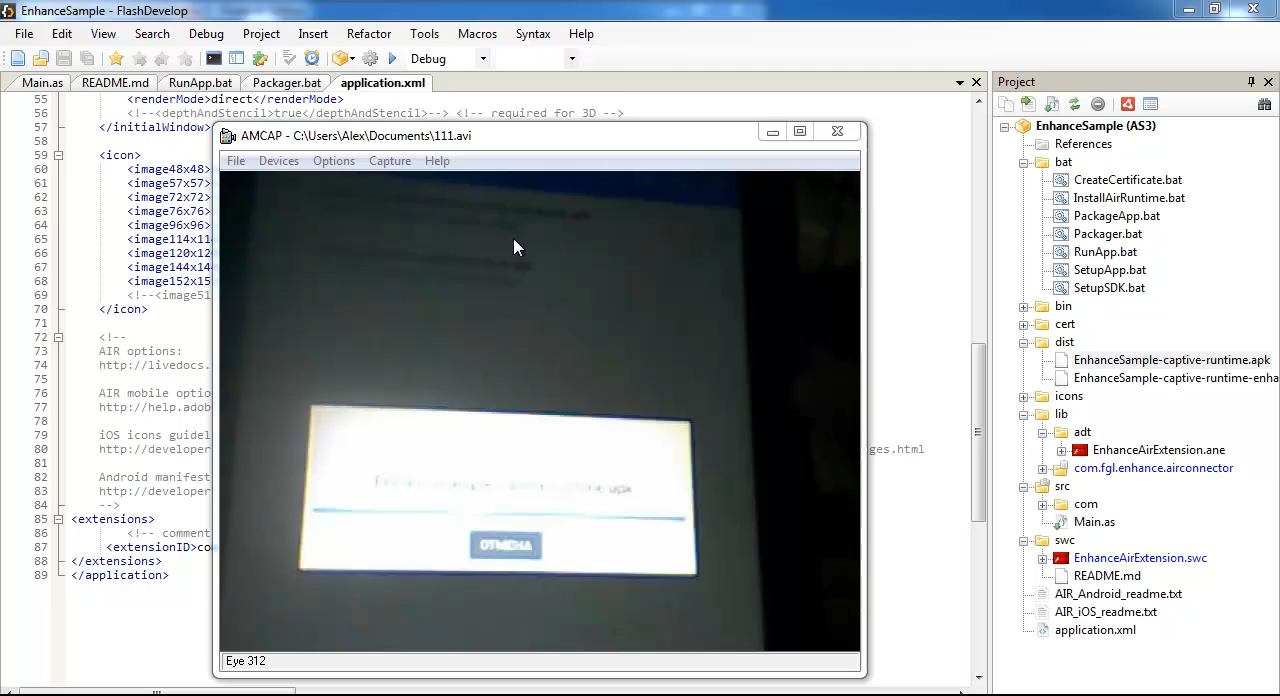 EnhanceSample - FlashDevelop
File Edit View Search Debug Project Insert Refactor Tools Macros Syntax Help
Debug
Main.as README.md RunApp.bat Packager.bat application.xml
55 <renderMode>direct</renderMode>
56 <!--<depthAndStencil>true</depthAndStencil>--> <!-- required for 3D -->
57 </initialWindow>
58
59 <icon>
60 <image48x48>
61 <image57x57>
62 <image72x72>
63 <image76x76>
64 <image96x96>
65 <image114x11
66 <image120x12
67 <image144x14
68 <image152x15
69 <!--<image51
70 </icon>
71
72 <!--
73 AIR options:
74 http://livedocs.
75
76 AIR mobile optio
77 http://help.adob
78
79 iOS icons guidel
80 http://developer ges.html
81
82 Android manifest
83 http://developer
84 -->
85 <extensions>
86 <!-- comment
87 <extensionID>co
88 </extensions>
89 </application>
AMCAP - C:\Users\Alex\Documents\111.avi
File Devices Options Capture Help
ОТМЕНА
Eye 312
Project
EnhanceSample (AS3)
References
bat
CreateCertificate.bat
InstallAirRuntime.bat
PackageApp.bat
Packager.bat
RunApp.bat
SetupApp.bat
SetupSDK.bat
bin
cert
dist
EnhanceSample-captive-runtime.apk
EnhanceSample-captive-runtime-enha
icons
lib
adt
EnhanceAirExtension.ane
com.fgl.enhance.airconnector
src
com
Main.as
swc
EnhanceAirExtension.swc
README.md
AIR_Android_readme.txt
AIR_iOS_readme.txt
application.xml